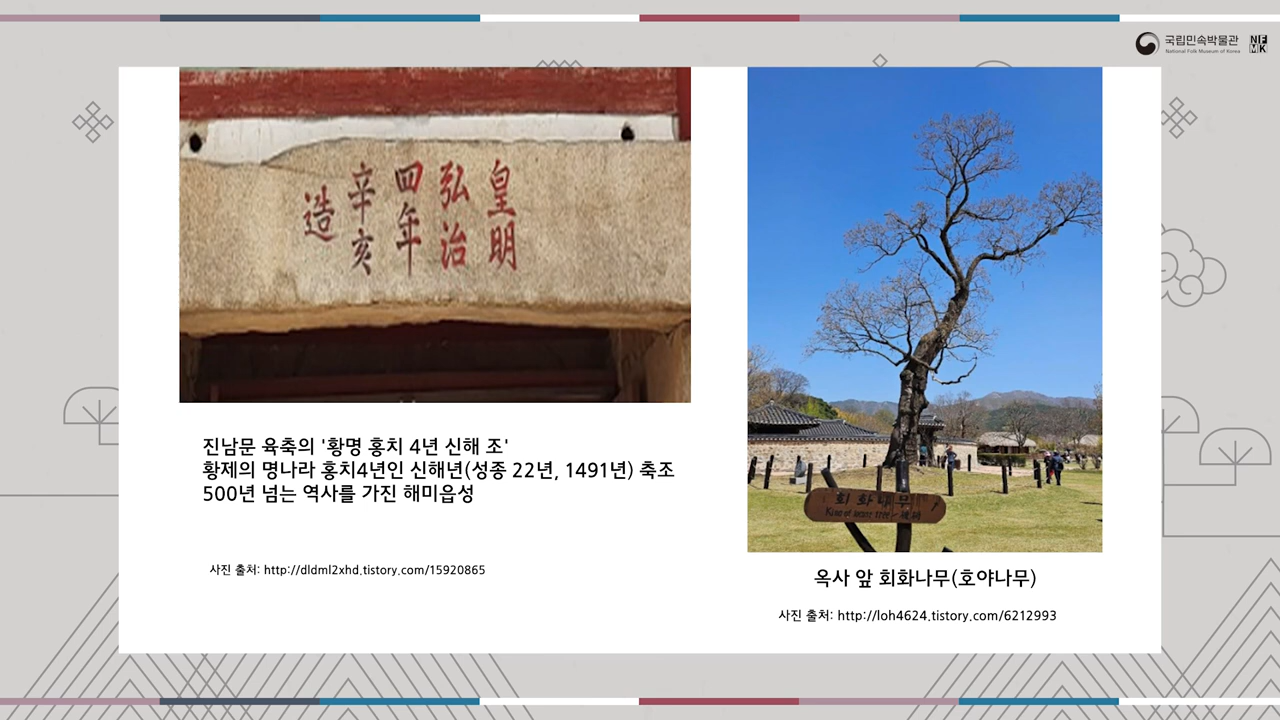 국립민속박물관
National Folk Museum of Korea
NF
MK
皇明
弘治
四年
辛亥
造
진남문 육축의 '황명 홍치 4년 신해 조'
황제의 명나라 홍치4년인 신해년(성종 22년, 1491년) 축조
500년 넘는 역사를 가진 해미읍성
사진 출처: http://dldml2xhd.tistory.com/15920865
회화나무
옥사 앞 회화나무(호야나무)
사진 출처: http://loh4624.tistory.com/6212993